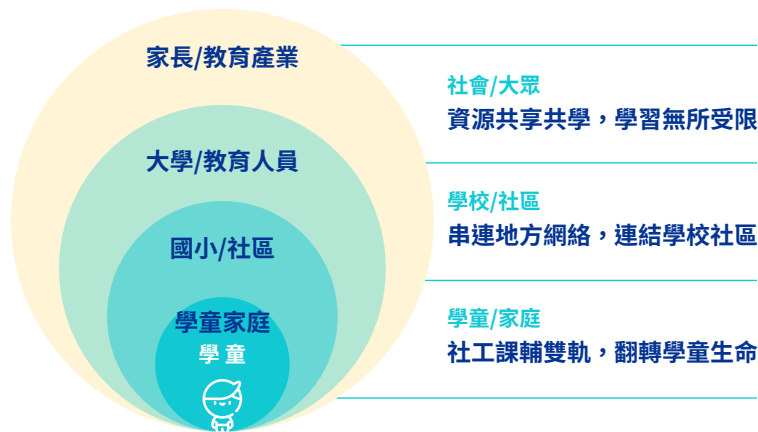 家長/教育產業
大學/教育人員
國小/社區
學童家庭
學童
社會/大眾
資源共享共學，學習無所受限
學校/社區
串連地方網絡，連結學校社區
學童/家庭
社工課輔雙軌，翻轉學童生命